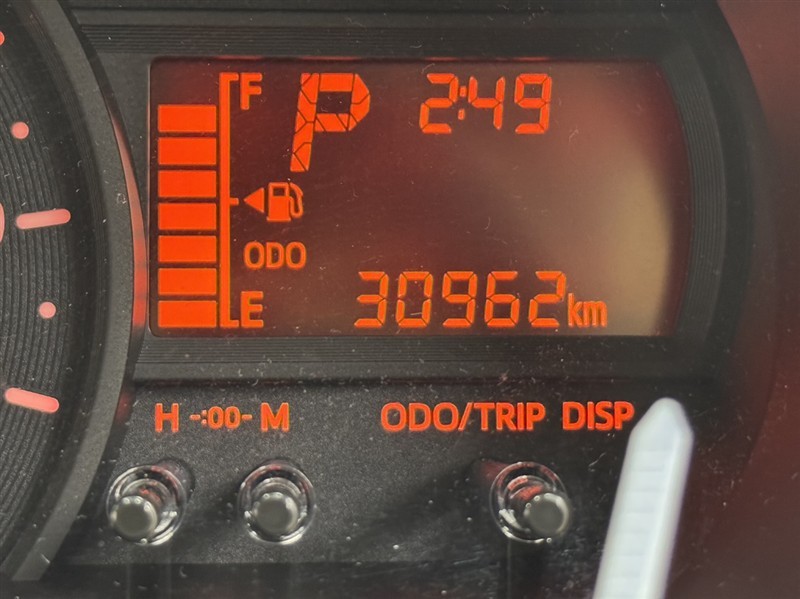 F P 2:49
ODO
E 30962km
H -:00- M ODO/TRIP DISP